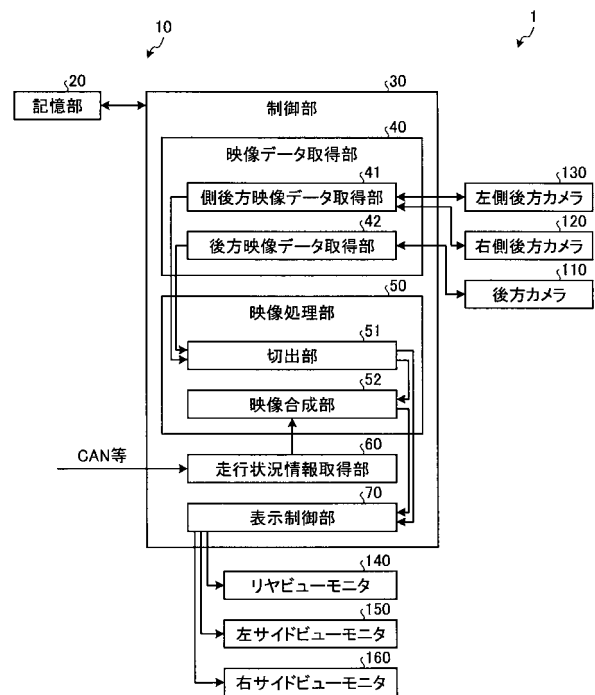 10
1
20
記憶部
30
制御部
40
映像データ取得部
41
側後方映像データ取得部
42
後方映像データ取得部
130
左側後方カメラ
120
右側後方カメラ
110
後方カメラ
50
映像処理部
51
切出部
52
映像合成部
CAN等
60
走行状況情報取得部
70
表示制御部
140
リヤビューモニタ
150
左サイドビューモニタ
160
右サイドビューモニタ